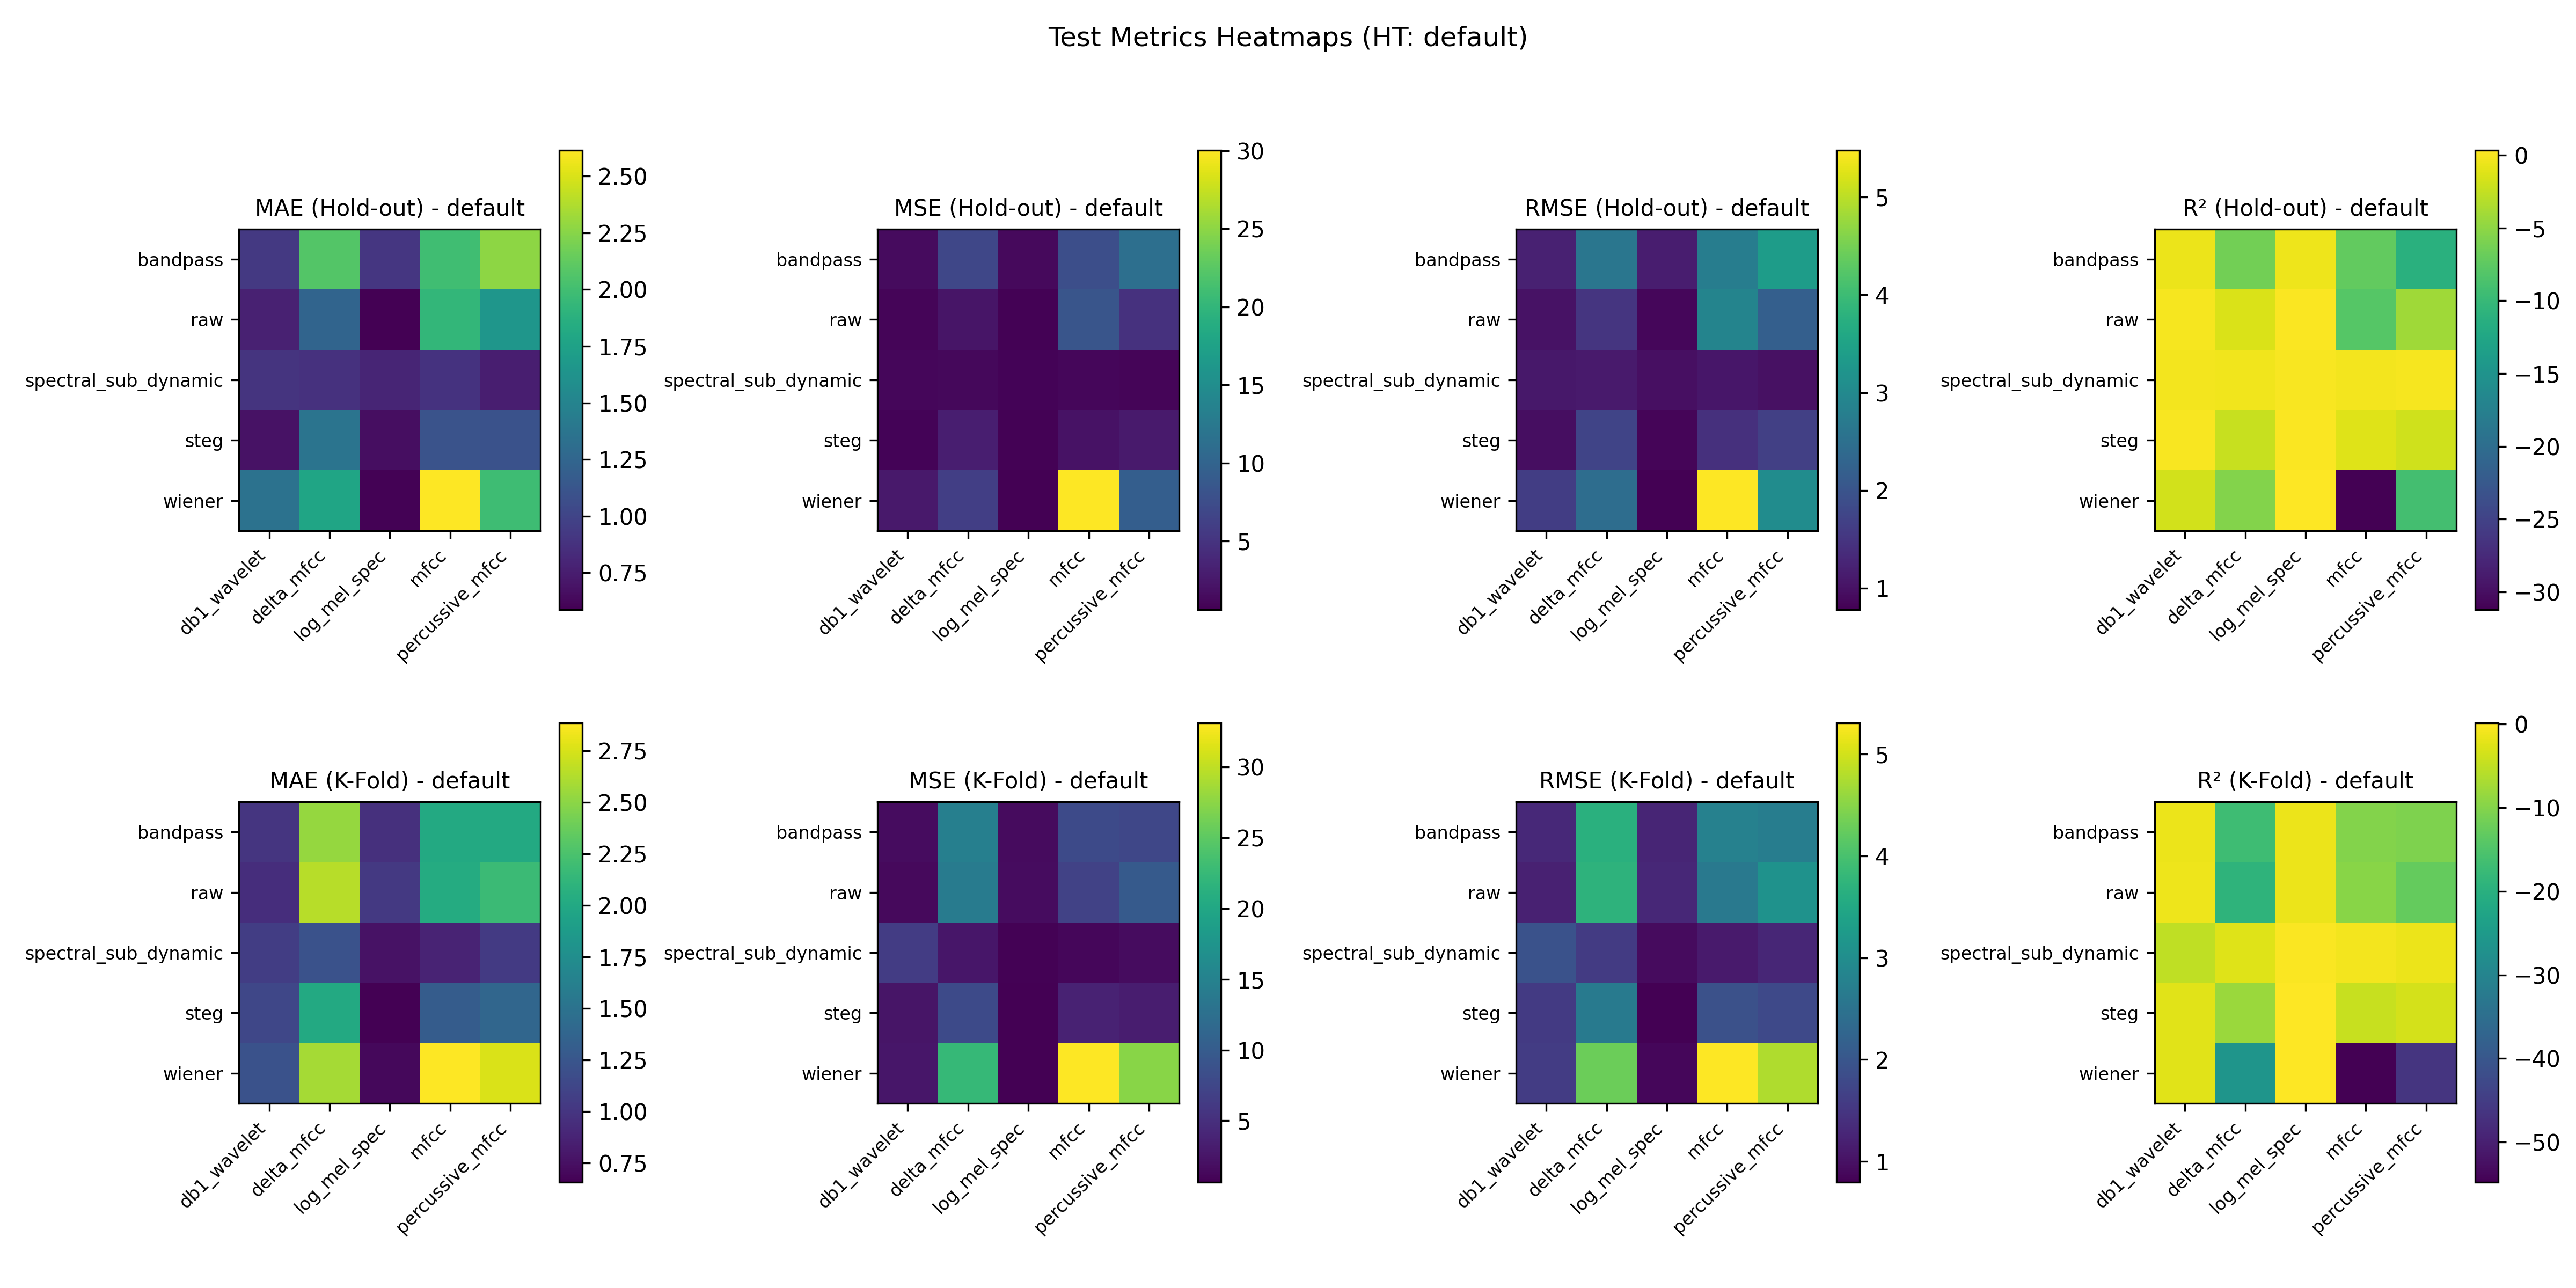 Test Metrics Heatmaps (HT: default)
MAE (Hold-out) - default
bandpass
raw
spectral_sub_dynamic
steg
wiener
db1_wavelet
delta_mfcc
log_mel_spec
mfcc
percussive_mfcc
2.50
2.25
2.00
1.75
1.50
1.25
1.00
0.75
MSE (Hold-out) - default
bandpass
raw
spectral_sub_dynamic
steg
wiener
db1_wavelet
delta_mfcc
log_mel_spec
mfcc
percussive_mfcc
30
25
20
15
10
5
RMSE (Hold-out) - default
bandpass
raw
spectral_sub_dynamic
steg
wiener
db1_wavelet
delta_mfcc
log_mel_spec
mfcc
percussive_mfcc
5
4
3
2
1
R² (Hold-out) - default
bandpass
raw
spectral_sub_dynamic
steg
wiener
db1_wavelet
delta_mfcc
log_mel_spec
mfcc
percussive_mfcc
0
−5
−10
−15
−20
−25
−30
MAE (K-Fold) - default
bandpass
raw
spectral_sub_dynamic
steg
wiener
db1_wavelet
delta_mfcc
log_mel_spec
mfcc
percussive_mfcc
2.75
2.50
2.25
2.00
1.75
1.50
1.25
1.00
0.75
MSE (K-Fold) - default
bandpass
raw
spectral_sub_dynamic
steg
wiener
db1_wavelet
delta_mfcc
log_mel_spec
mfcc
percussive_mfcc
30
25
20
15
10
5
RMSE (K-Fold) - default
bandpass
raw
spectral_sub_dynamic
steg
wiener
db1_wavelet
delta_mfcc
log_mel_spec
mfcc
percussive_mfcc
5
4
3
2
1
R² (K-Fold) - default
bandpass
raw
spectral_sub_dynamic
steg
wiener
db1_wavelet
delta_mfcc
log_mel_spec
mfcc
percussive_mfcc
0
−10
−20
−30
−40
−50